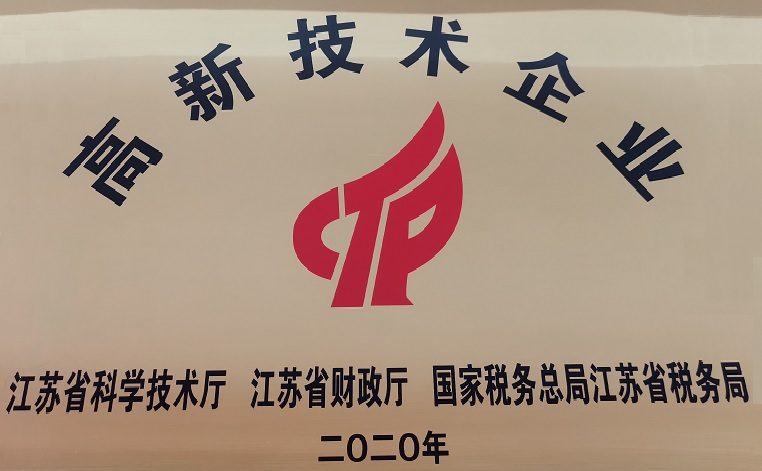 高新技术企业
CTP
江苏省科学技术厅 江苏省财政厅 国家税务总局江苏省税务局
二〇二〇年